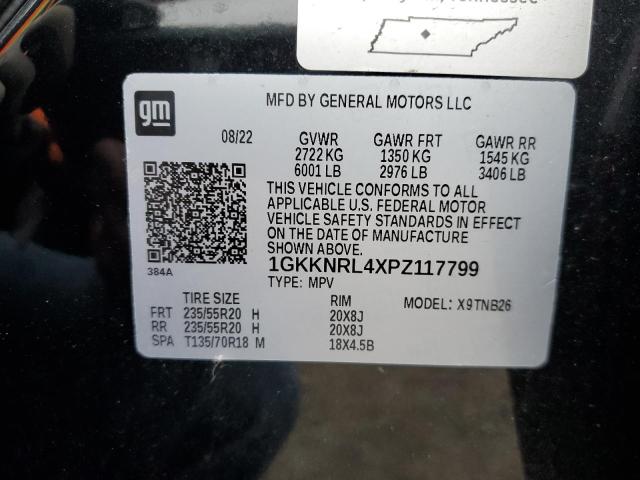 gm
MFD BY GENERAL MOTORS LLC
08/22 GVWR GAWR FRT GAWR RR
2722 KG 1350 KG 1545 KG
6001 LB 2976 LB 3406 LB
THIS VEHICLE CONFORMS TO ALL
APPLICABLE U.S. FEDERAL MOTOR
VEHICLE SAFETY STANDARDS IN EFFECT
ON THE DATE OF MANUFACTURE
SHOWN ABOVE.
384A
1GKKNRL4XPZ117799
TYPE: MPV
TIRE SIZE RIM MODEL: X9TNB26
FRT 235/55R20 H 20X8J
RR 235/55R20 H 20X8J
SPA T135/70R18 M 18X4.5B